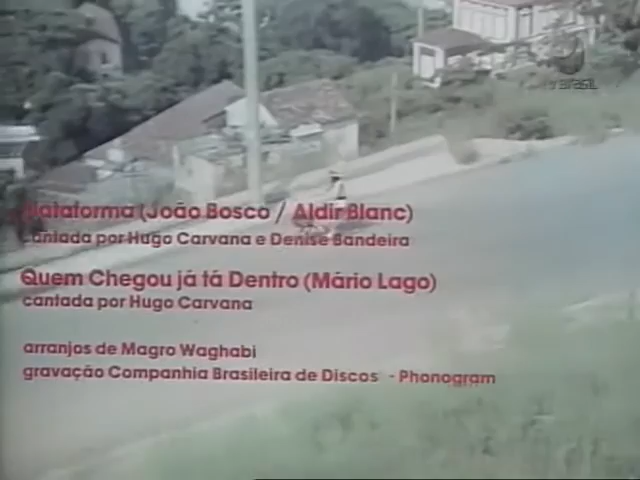 Plataforma (João Bosco / Aldir Blanc)
cantada por Hugo Carvana e Denise Bandeira
Quem Chegou já tá Dentro (Mário Lago)
cantada por Hugo Carvana
arranjos de Magro Waghabi
gravação Companhia Brasileira de Discos - Phonogram
BRASIL